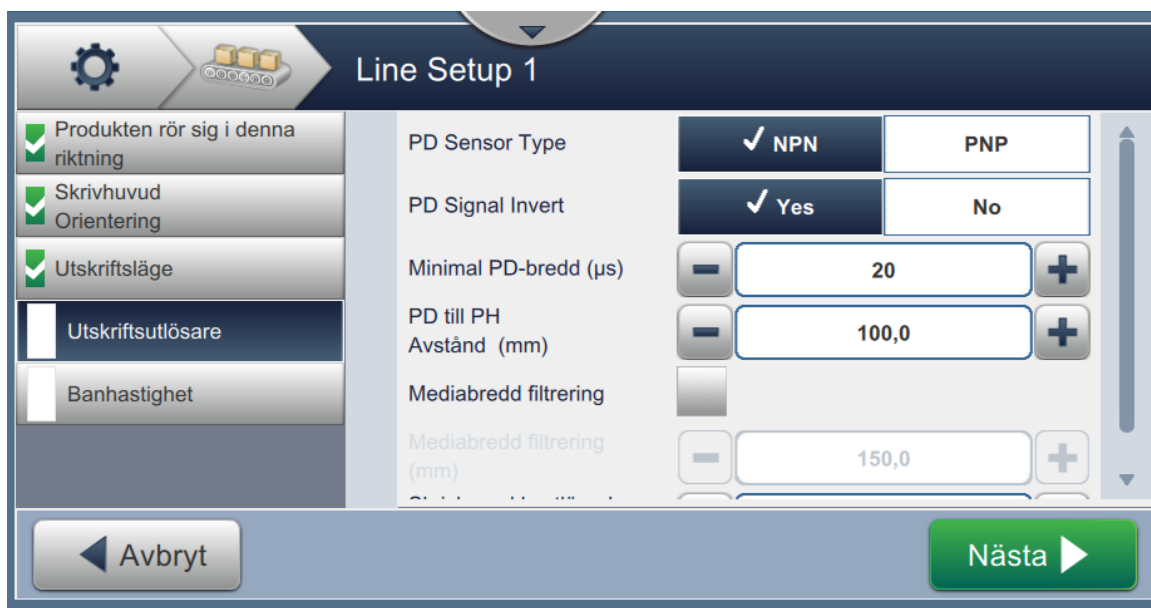 Line Setup 1
Produkten rör sig i denna
riktning
Skrivhuvud
Orientering
Utskriftsläge
Utskriftsutlösare
Banhastighet
PD Sensor Type
NPN
PNP
PD Signal Invert
Yes
No
Minimal PD-bredd (µs)
20
PD till PH
Avstånd (mm)
100,0
Mediabredd filtrering
Mediabredd filtrering
(mm)
150,0
Avbryt
Nästa